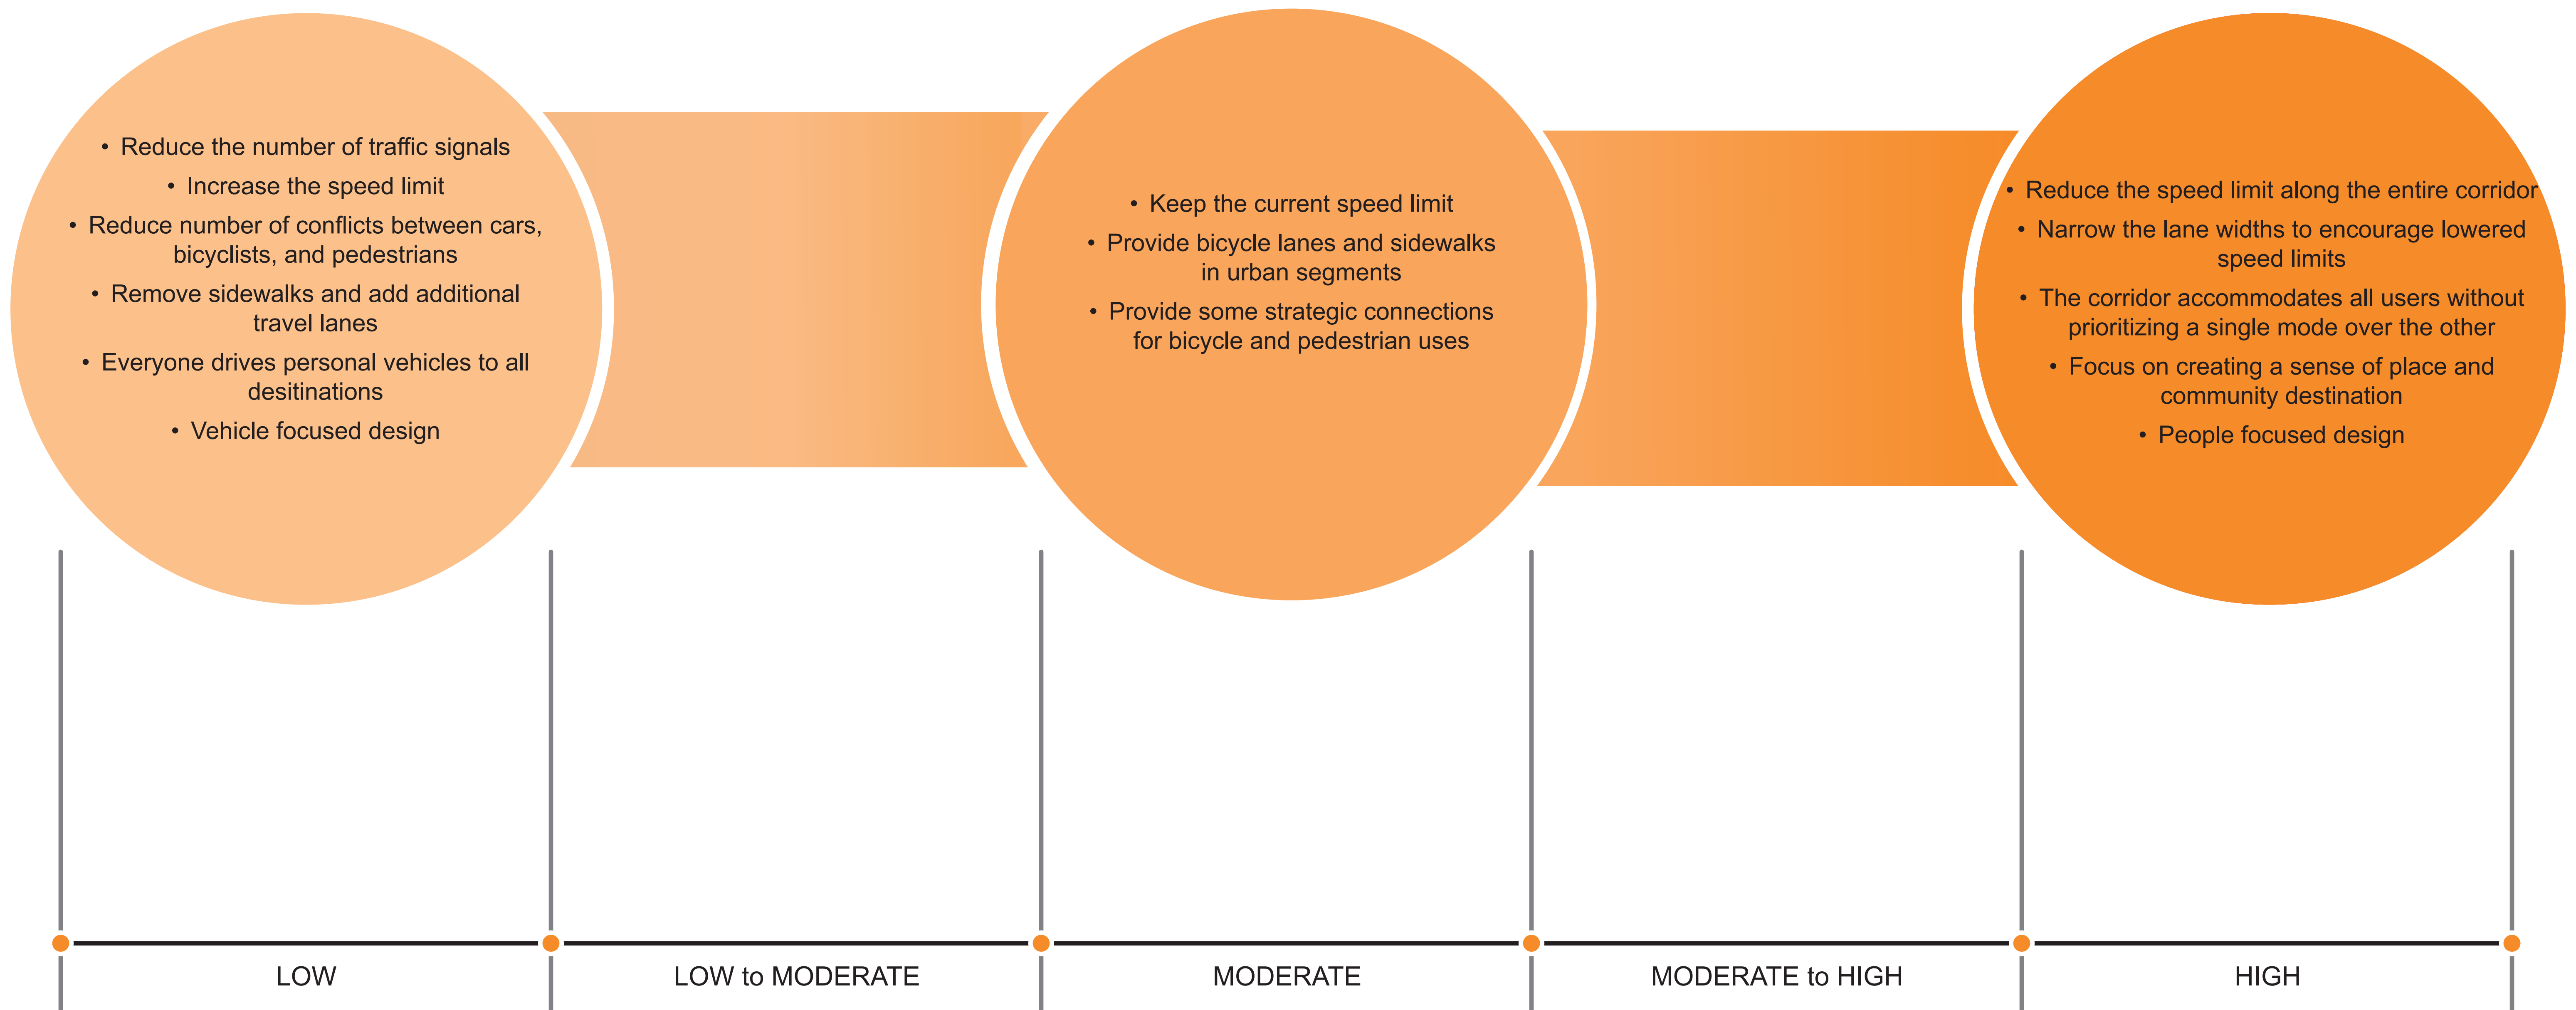 • Reduce the number of traffic signals
• Increase the speed limit
• Reduce number of conflicts between cars,
bicyclists, and pedestrians
• Remove sidewalks and add additional
travel lanes
• Everyone drives personal vehicles to all
desitinations
• Vehicle focused design
• Keep the current speed limit
• Provide bicycle lanes and sidewalks
in urban segments
• Provide some strategic connections
for bicycle and pedestrian uses
• Reduce the speed limit along the entire corridor
• Narrow the lane widths to encourage lowered
speed limits
• The corridor accommodates all users without
prioritizing a single mode over the other
• Focus on creating a sense of place and
community destination
• People focused design
LOW
LOW to MODERATE
MODERATE
MODERATE to HIGH
HIGH